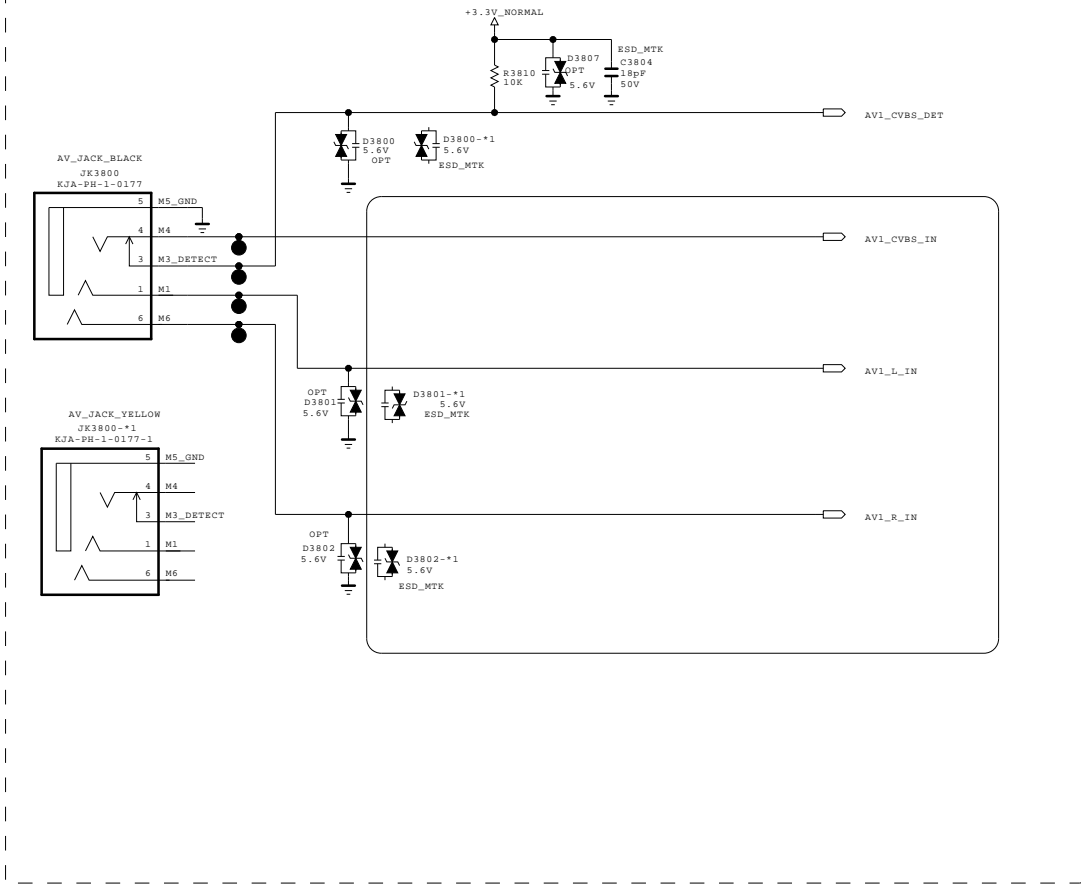 +3.3V_NORMAL
R3810
10K
D3807
OPT
5.6V
ESD_MTK
C3804
18pF
50V
AV1_CVBS_DET
D3800
5.6V
OPT
D3800-*1
5.6V
ESD_MTK
AV_JACK_BLACK
JK3800
KJA-PH-1-0177
5 M5_GND
4 M4
3 M3_DETECT
1 M1
6 M6
AV1_CVBS_IN
AV1_L_IN
OPT
D3801
5.6V
D3801-*1
5.6V
ESD_MTK
AV_JACK_YELLOW
JK3800-*1
KJA-PH-1-0177-1
5 M5_GND
4 M4
3 M3_DETECT
1 M1
6 M6
AV1_R_IN
OPT
D3802
5.6V
D3802-*1
5.6V
ESD_MTK